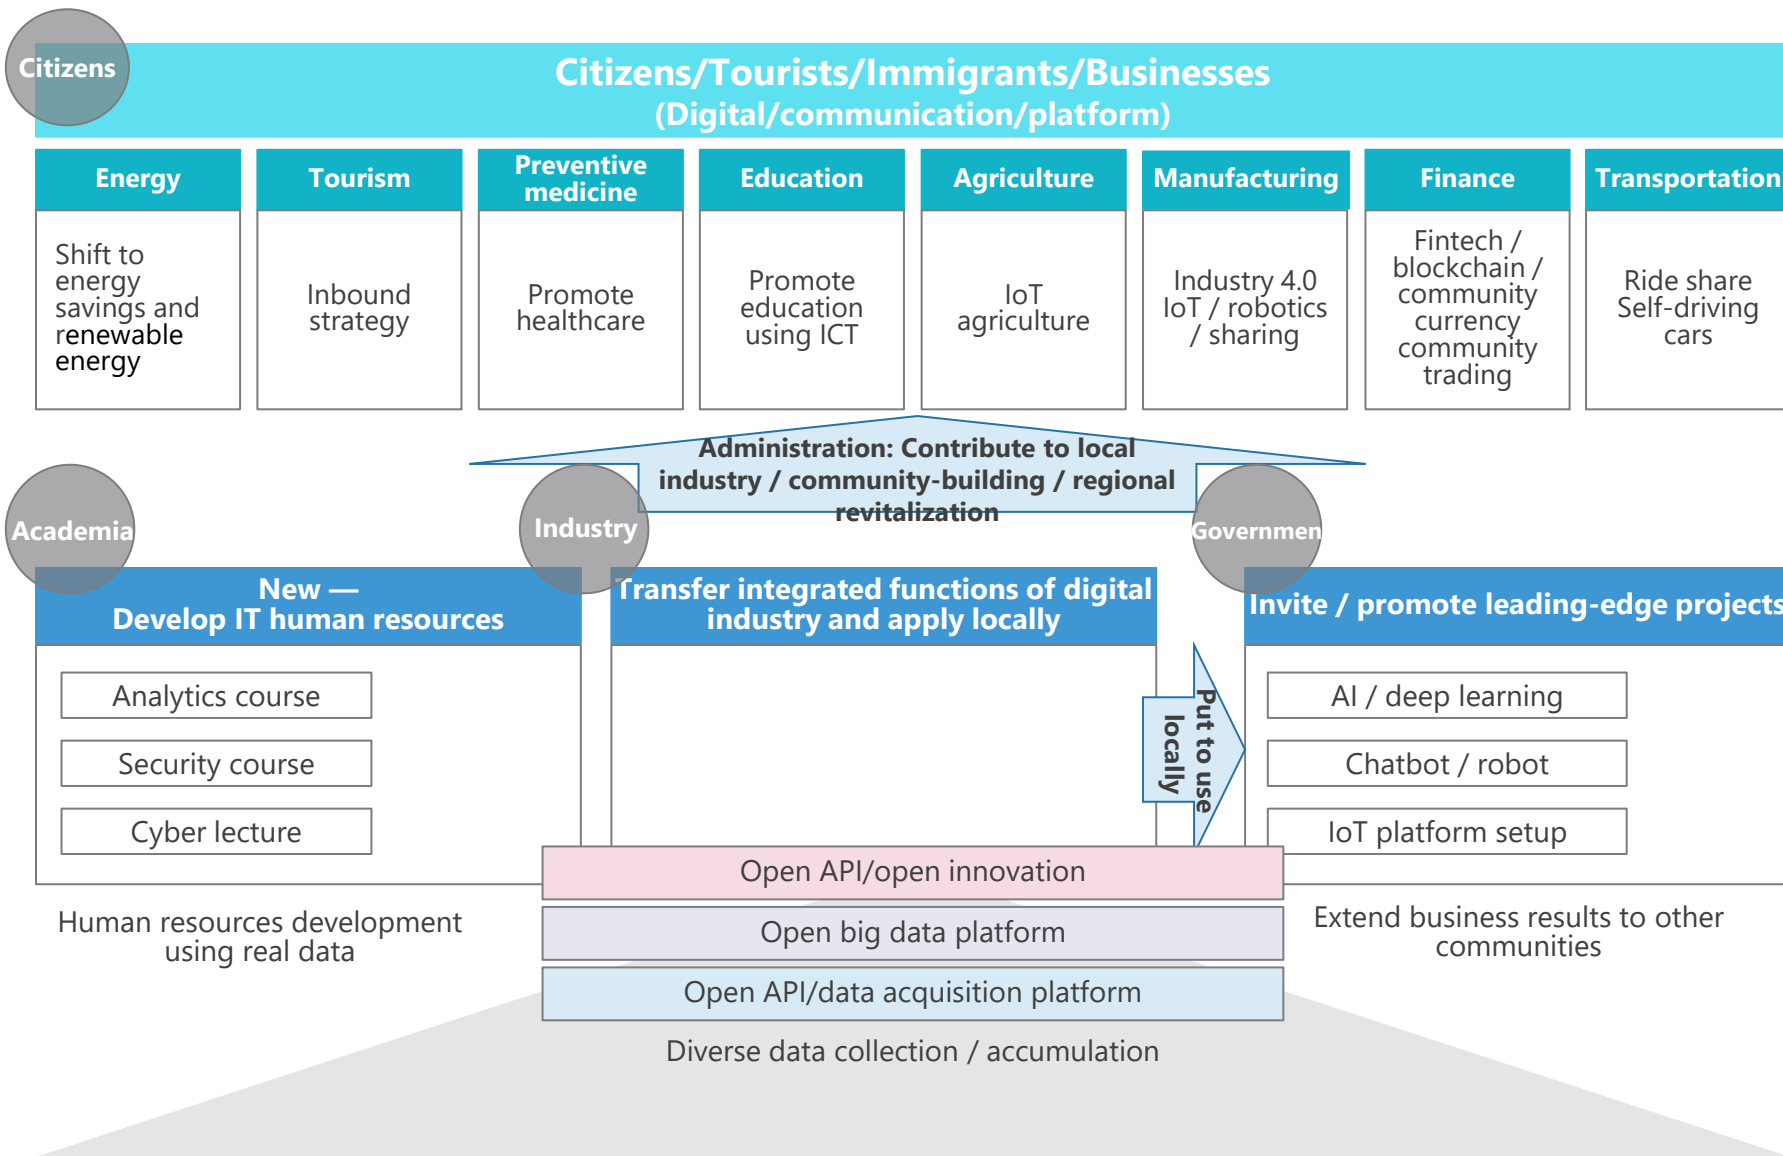 Citizens
Citizens/Tourists/Immigrants/Businesses
(Digital/communication/platform)
Energy
Shift to
energy
savings and
renewable
energy
Tourism
Inbound
strategy
Preventive
medicine
Promote
healthcare
Education
Promote
education
using ICT
Agriculture
IoT
agriculture
Manufacturing
Industry 4.0
IoT / robotics
/ sharing
Finance
Fintech /
blockchain /
community
currency
community
trading
Transportation
Ride share
Self-driving
cars
Administration: Contribute to local
industry / community-building / regional
revitalization
Academia
New —
Develop IT human resources
Analytics course
Security course
Cyber lecture
Human resources development
using real data
Industry
Transfer integrated functions of digital
industry and apply locally
Put to use
locally
Governmen
Invite / promote leading-edge projects
AI / deep learning
Chatbot / robot
IoT platform setup
Extend business results to other
communities
Open API/open innovation
Open big data platform
Open API/data acquisition platform
Diverse data collection / accumulation